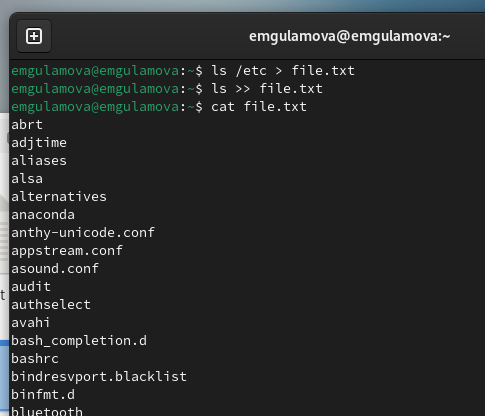 emgulamova@emgulamova:~
emgulamova@emgulamova:~$ ls /etc > file.txt
emgulamova@emgulamova:~$ ls >> file.txt
emgulamova@emgulamova:~$ cat file.txt
abrt
adjtime
aliases
alsa
alternatives
anaconda
anthy-unicode.conf
appstream.conf
asound.conf
audit
t
authselect
avahi
bash_completion.d
bashrc
bindresvport.blacklist
binfmt.d
bluetooth